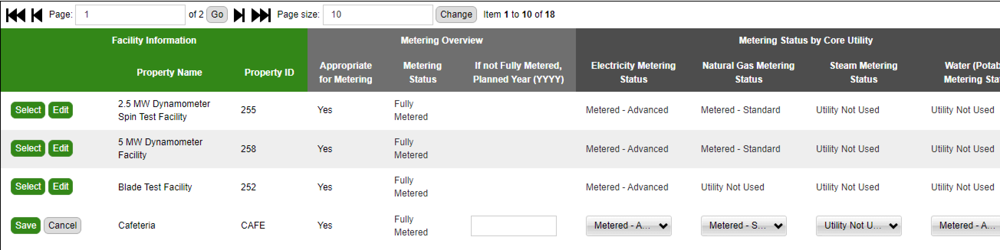 Page: 1 of 2 Go Page size: 10 Change Item 1 to 10 of 18
Facility Information Metering Overview Metering Status by Core Utility
Property Name Property ID Appropriate for Metering Metering Status If not Fully Metered, Planned Year (YYYY) Electricity Metering Status Natural Gas Metering Status Steam Metering Status Water (Potab Metering Sta
Select Edit 2.5 MW Dynamometer Spin Test Facility 255 Yes Fully Metered Metered - Advanced Metered - Standard Utility Not Used Utility Not Used
Select Edit 5 MW Dynamometer Facility 258 Yes Fully Metered Metered - Advanced Metered - Standard Utility Not Used Utility Not Used
Select Edit Blade Test Facility 252 Yes Fully Metered Metered - Advanced Utility Not Used Utility Not Used Utility Not Used
Save Cancel Cafeteria CAFE Yes Fully Metered Metered - A... Metered - S... Utility Not U... Metered - A...